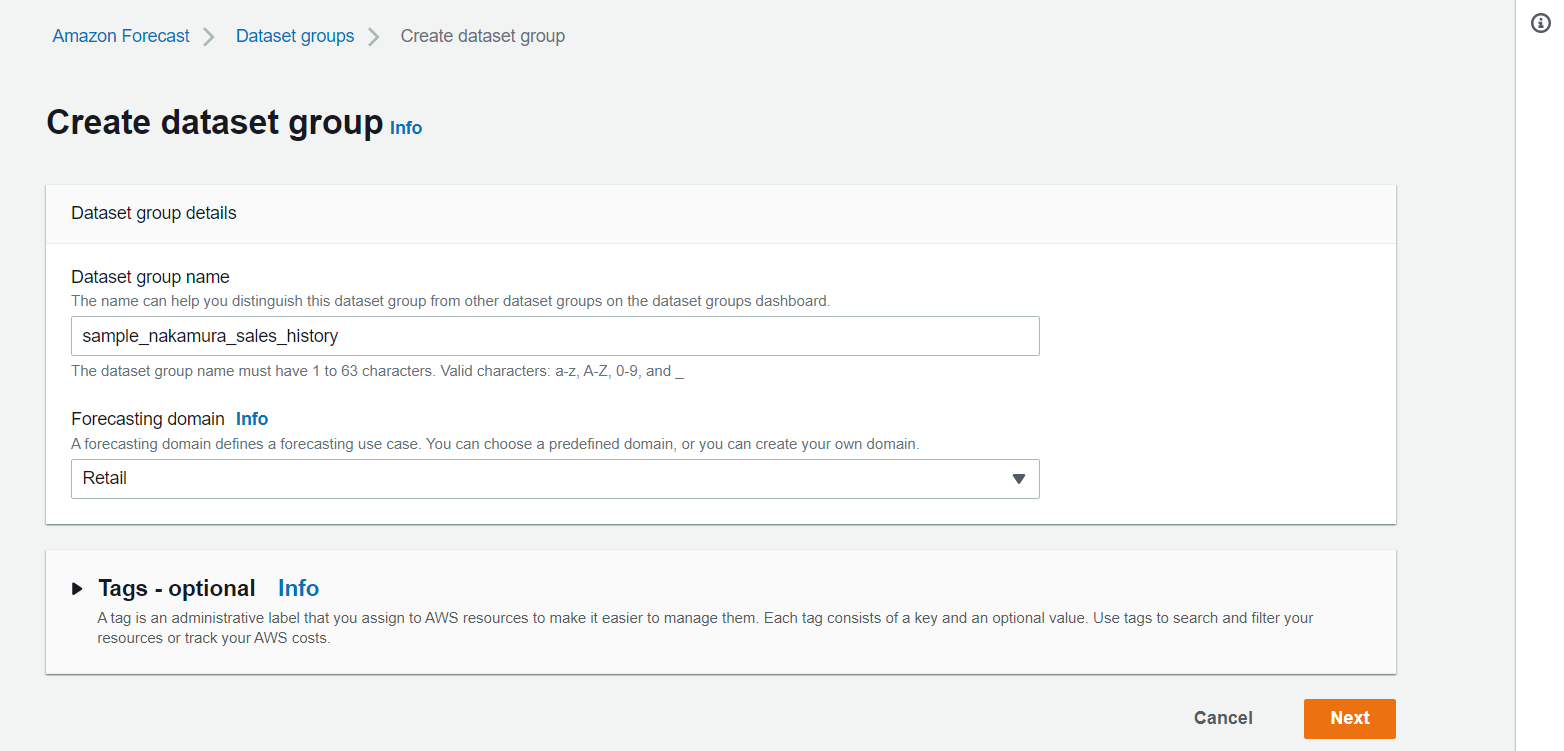 Amazon Forecast Dataset groups Create dataset group
Create dataset group Info
Dataset group details
Dataset group name
The name can help you distinguish this dataset group from other dataset groups on the dataset groups dashboard.
sample_nakamura_sales_history
The dataset group name must have 1 to 63 characters. Valid characters: a-z, A-Z, 0-9, and _
Forecasting domain Info
A forecasting domain defines a forecasting use case. You can choose a predefined domain, or you can create your own domain.
Retail
Tags - optional Info
A tag is an administrative label that you assign to AWS resources to make it easier to manage them. Each tag consists of a key and an optional value. Use tags to search and filter your
resources or track your AWS costs.
Cancel Next